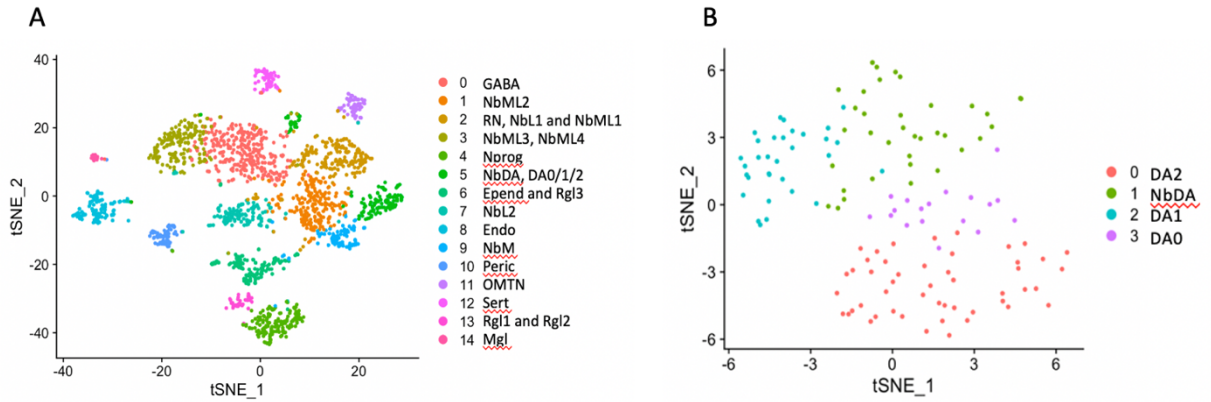 A
B
40
20
0
-20
-40
tSNE_2
-40
-20
0
20
tSNE_1
0 GABA
1 NbML2
2 RN, NbL1 and NbML1
3 NbML3, NbML4
4 Nprog
5 NbDA, DA0/1/2
6 Epend and Rgl3
7 NbL2
8 Endo
9 NbM
10 Peric
11 OMTN
12 Sert
13 Rgl1 and Rgl2
14 Mgl
6
3
0
-3
-6
tSNE_2
-6
-3
0
3
6
tSNE_1
0 DA2
1 NbDA
2 DA1
3 DA0